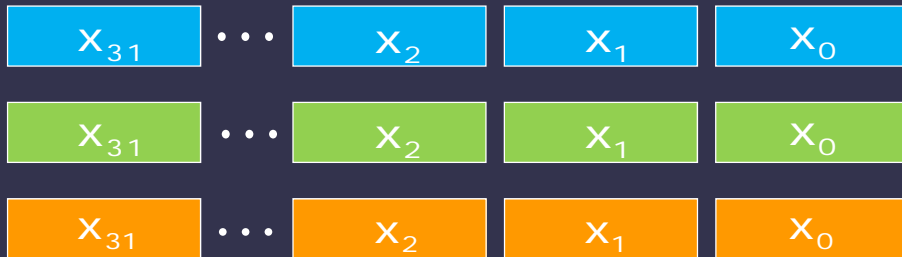 x₃₁ ... x₂ x₁ x₀
x₃₁ ... x₂ x₁ x₀
x₃₁ ... x₂ x₁ x₀